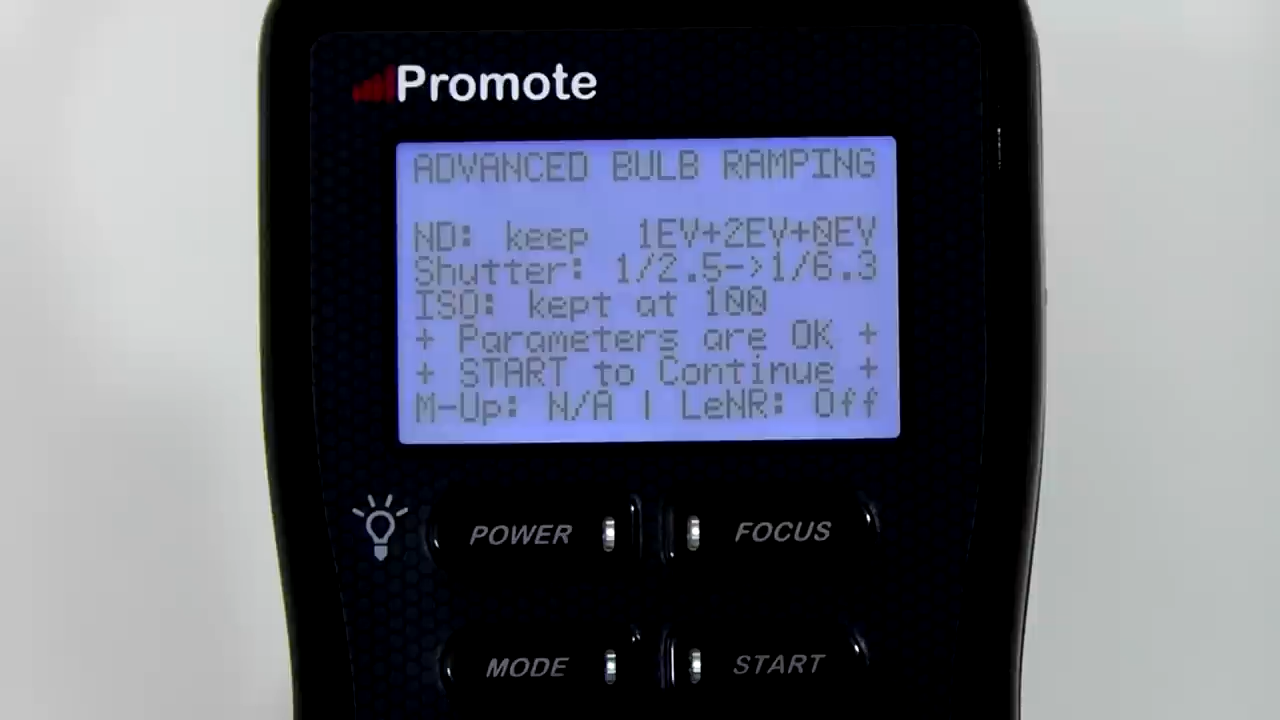 Promote
ADVANCED BULB RAMPING
ND: keep 1EV+2EV+0EV
Shutter: 1/2.5->1/6.3
ISO: kept at 100
+ Parameters are OK +
+ START to Continue +
M-Up: N/A | LeNR: Off
POWER FOCUS
MODE START